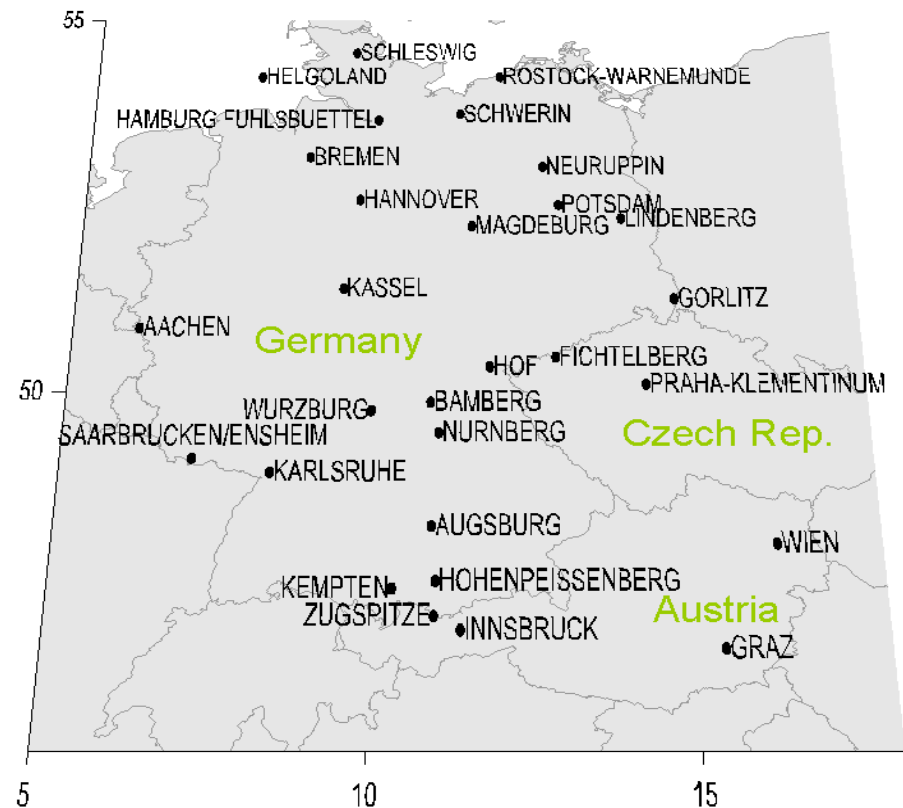 55
SCHLESWIG
HELGOLAND
ROSTOCK-WARNEMUNDE
HAMBURG FUHLSBUETTEL
SCHWERIN
BREMEN
NEURUPPIN
HANNOVER
POTSDAM
LINDENBERG
MAGDEBURG
KASSEL
GORLITZ
AACHEN
Germany
FICHTELBERG
HOF
PRAHA-KLEMENTINUM
50
BAMBERG
WURZBURG
NURNBERG
Czech Rep.
SAARBRUCKEN/ENSHEIM
KARLSRUHE
AUGSBURG
WIEN
HOHENPEISSENBERG
KEMPTEN
Austria
ZUGSPITZE
INNSBRUCK
GRAZ
5
10
15